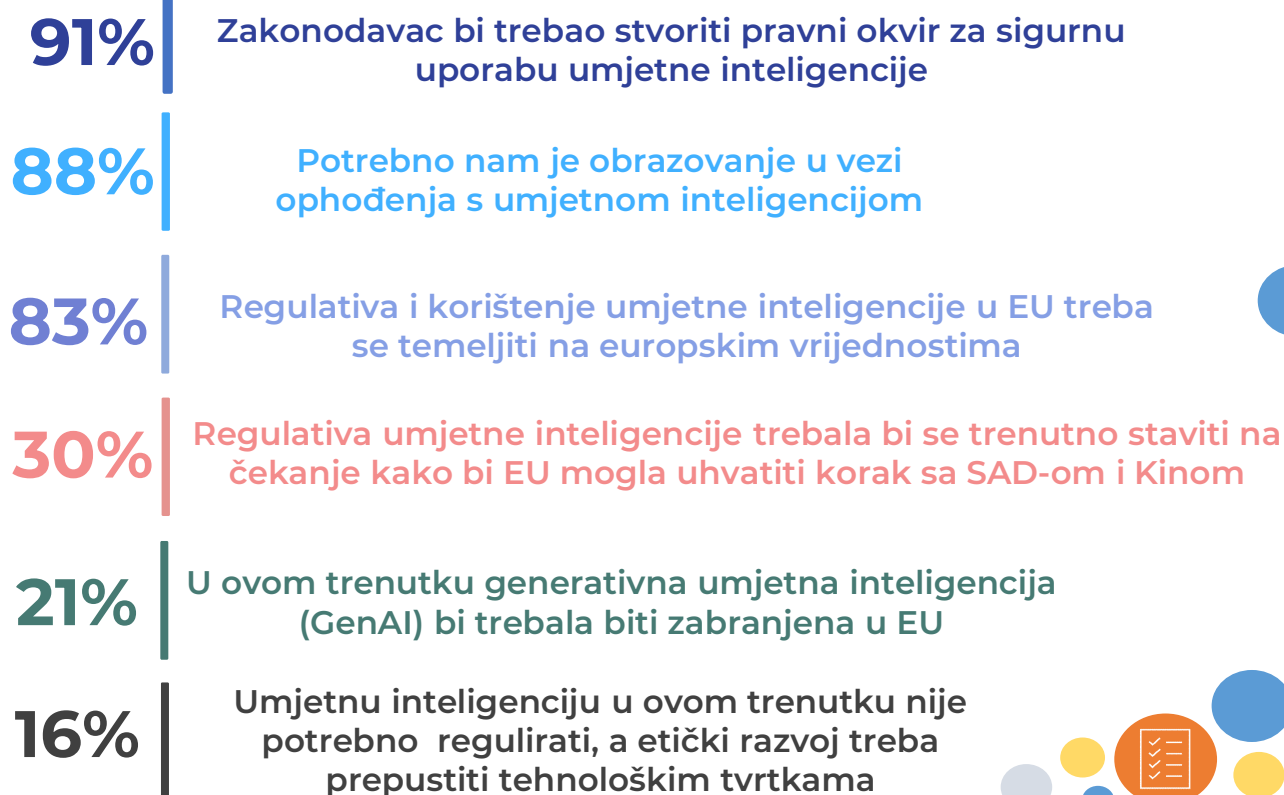 91%
Zakonodavac bi trebao stvoriti pravni okvir za sigurnu
uporabu umjetne inteligencije
88%
Potrebno nam je obrazovanje u vezi
ophođenja s umjetnom inteligencijom
83%
Regulativa i korištenje umjetne inteligencije u EU treba
se temeljiti na europskim vrijednostima
30%
Regulativa umjetne inteligencije trebala bi se trenutno staviti na
čekanje kako bi EU mogla uhvatiti korak sa SAD-om i Kinom
21%
U ovom trenutku generativna umjetna inteligencija
(GenAI) bi trebala biti zabranjena u EU
16%
Umjetnu inteligenciju u ovom trenutku nije
potrebno  regulirati, a etički razvoj treba
prepustiti tehnološkim tvrtkama